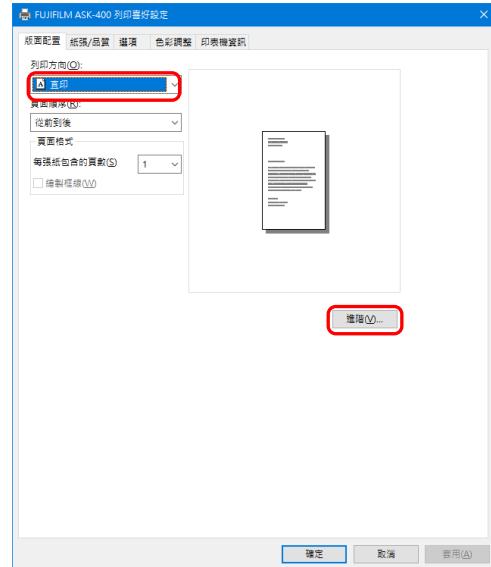 FUJIFILM ASK-400 列印喜好設定
版面配置 紙張/品質 選項 色彩調整 印表機資訊
列印方向(O):
A 直印
頁面順序(R):
從前到後
頁面格式
每張紙包含的頁數(S) 1
繪製框線(W)
進階(V)...
確定 取消 套用(A)